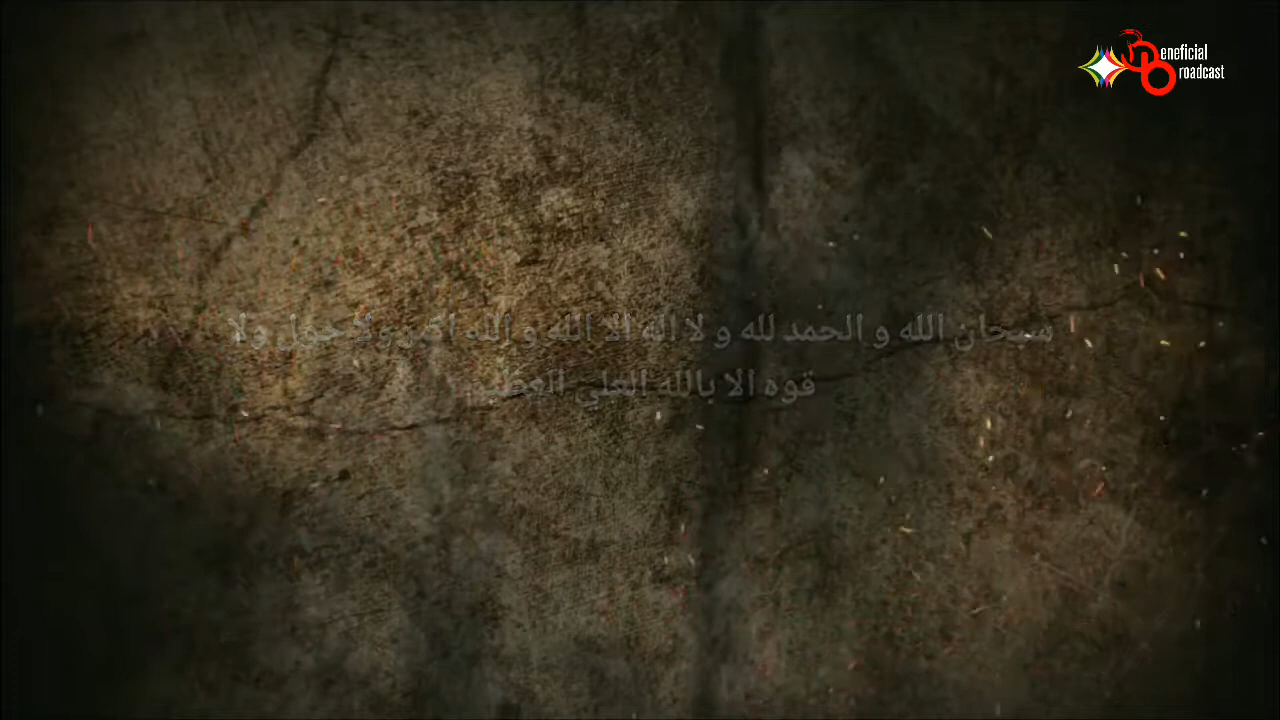 Beneficial
Broadcast
سبحان الله و الحمد لله و لا اله الا الله و الله اكبر ولا حول ولا
قوه الا بالله العلي العظيم